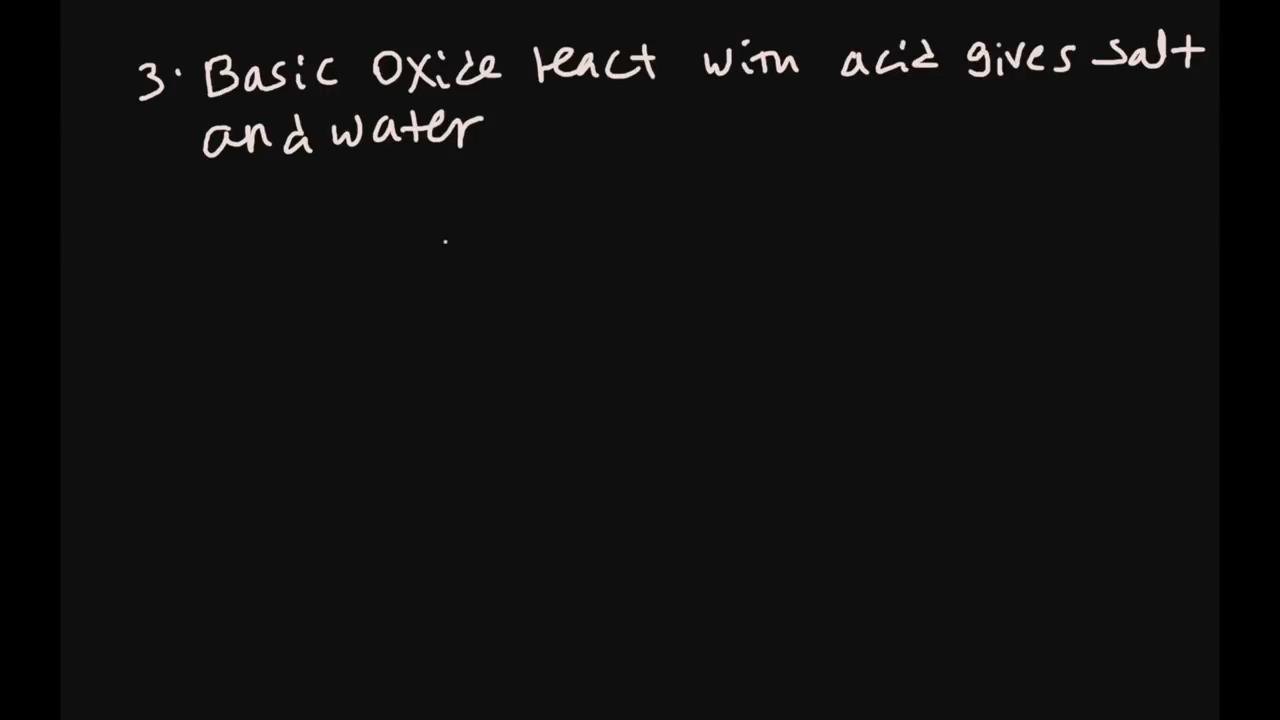 3. Basic Oxide react with acid gives salt
and water